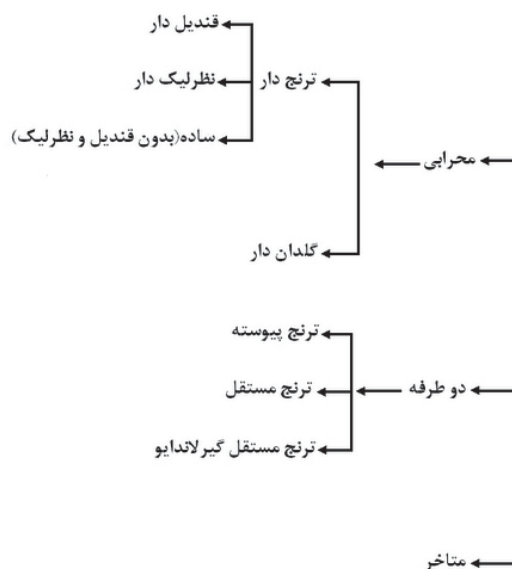 قندیل دار
ترنج دار
نظرلیک دار
ساده(بدون قندیل و نظرلیک)
محرابی
گلدان دار
ترنج پیوسته
دو طرفه
ترنج مستقل
ترنج مستقل گیرلاندایو
متاخر